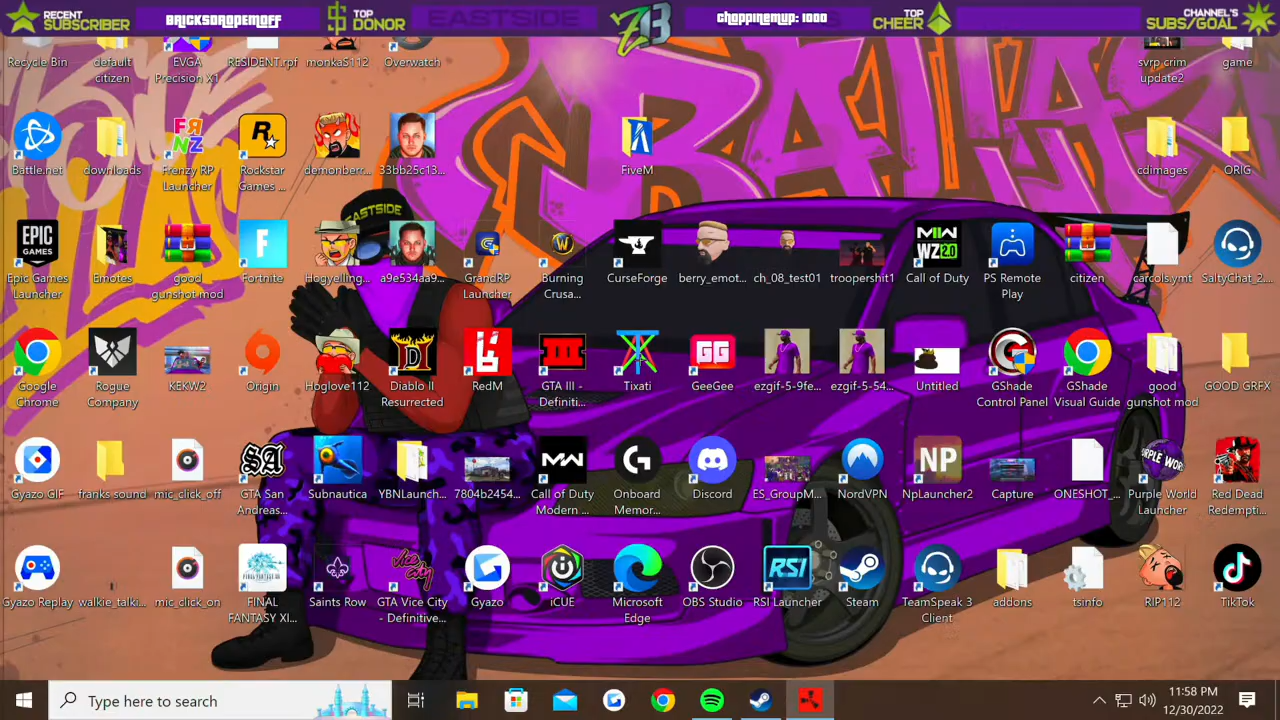 RECENT
SUBSCRIBER
BRICKSDROPEMOFF
TOP
DONOR
EASTSIDE
CHOPPINEMUP: 1000
TOP
CHEER
CHANNEL'S
SUBS/GOAL
Recycle Bin
default
citizen
EVGA
Precision X1
RESIDENT.rpf
monkaS112
Overwatch
svrp crim
update2
game
Battle.net
downloads
Frenzy RP
Launcher
Rockstar
Games ...
demonberr...
33bb25c13...
FiveM
cdimages
ORIG
EASTSIDE
Epic Games
Launcher
Emotes
good
gunshot mod
Fortnite
Hogyelling...
a9e534aa9...
GrandRP
Launcher
Burning
Crusa...
CurseForge
berry_emot...
ch_08_test01
troopershit1
Call of Duty
PS Remote
Play
citizen
carcolsymt
SaltyChat_2...
Google
Chrome
Rogue
Company
KEKW2
Origin
Hoglove112
Diablo II
Resurrected
RedM
GTA III -
Definiti...
Tixati
GeeGee
ezgif-5-9fe...
ezgif-5-54...
Untitled
GShade
Control Panel
GShade
Visual Guide
good
gunshot mod
GOOD GRFX
Gyazo GIF
franks sound
mic_click_off
GTA San
Andreas...
Subnautica
YBNLaunch...
7804b2454...
Call of Duty
Modern ...
Onboard
Memor...
Discord
ES_GroupM...
NordVPN
NpLauncher2
Capture
ONESHOT_...
Purple World
Launcher
Red Dead
Redempti...
Gyazo Replay
walkie_talki...
mic_click_on
FINAL
FANTASY XI...
Saints Row
GTA Vice City
- Definitive...
Gyazo
iCUE
Microsoft
Edge
OBS Studio
RSI Launcher
Steam
TeamSpeak 3
Client
addons
tsinfo
RIP112
TikTok
Type here to search
11:58 PM
12/30/2022